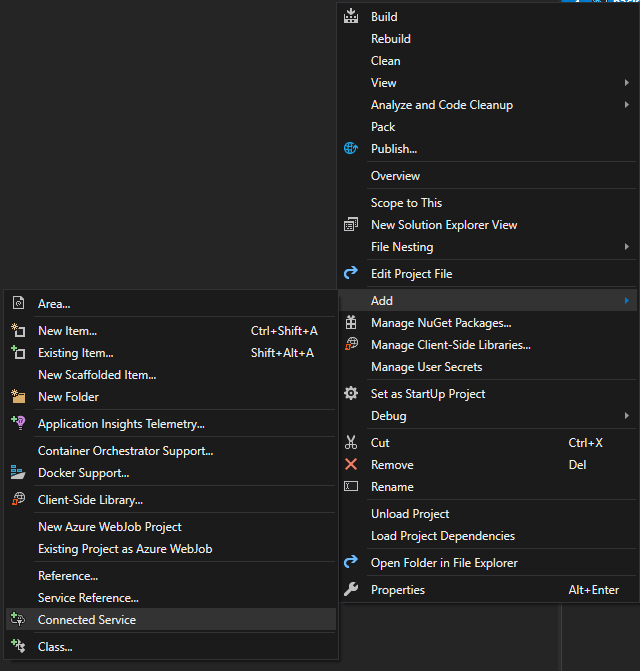 Build
Rebuild
Clean
View
Analyze and Code Cleanup
Pack
Publish...
Overview
Scope to This
New Solution Explorer View
File Nesting
Edit Project File
Add
Manage NuGet Packages...
Manage Client-Side Libraries...
Manage User Secrets
Set as StartUp Project
Debug
Cut Ctrl+X
Remove Del
Rename
Unload Project
Load Project Dependencies
Open Folder in File Explorer
Properties Alt+Enter
Area...
New Item... Ctrl+Shift+A
Existing Item... Shift+Alt+A
New Scaffolded Item...
New Folder
Application Insights Telemetry...
Container Orchestrator Support...
Docker Support...
Client-Side Library...
New Azure WebJob Project
Existing Project as Azure WebJob
Reference...
Service Reference...
Connected Service
Class...